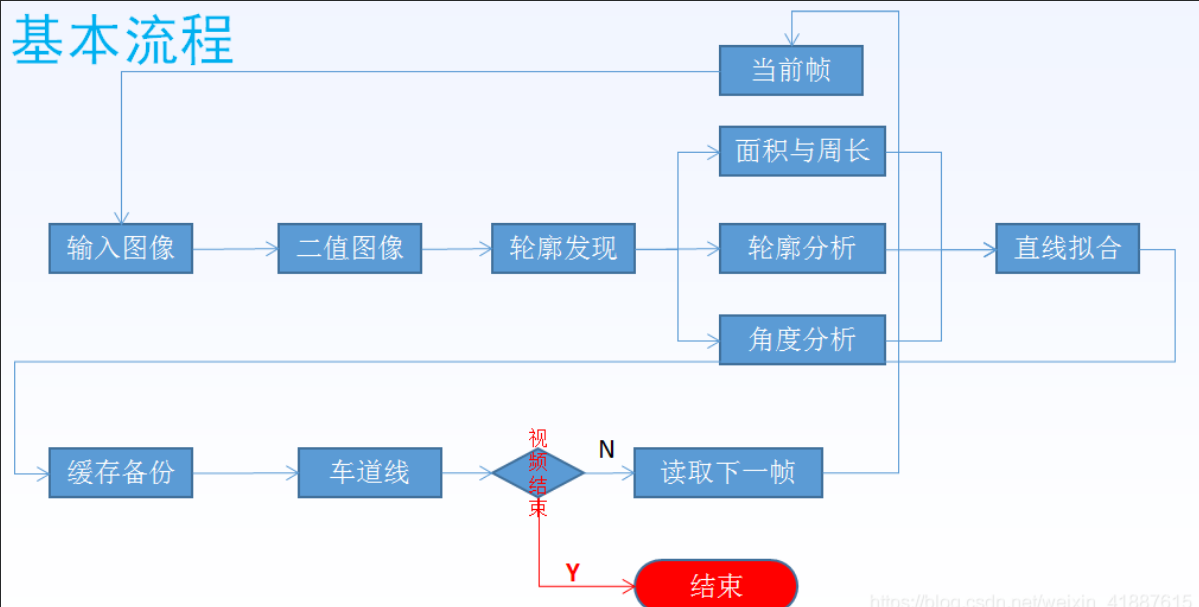 基本流程
当前帧
面积与周长
输入图像
二值图像
轮廓发现
轮廓分析
直线拟合
角度分析
缓存备份
车道线
视频结束
N
读取下一帧
Y
结束
https://blog.csdn.net/weixin_41887615